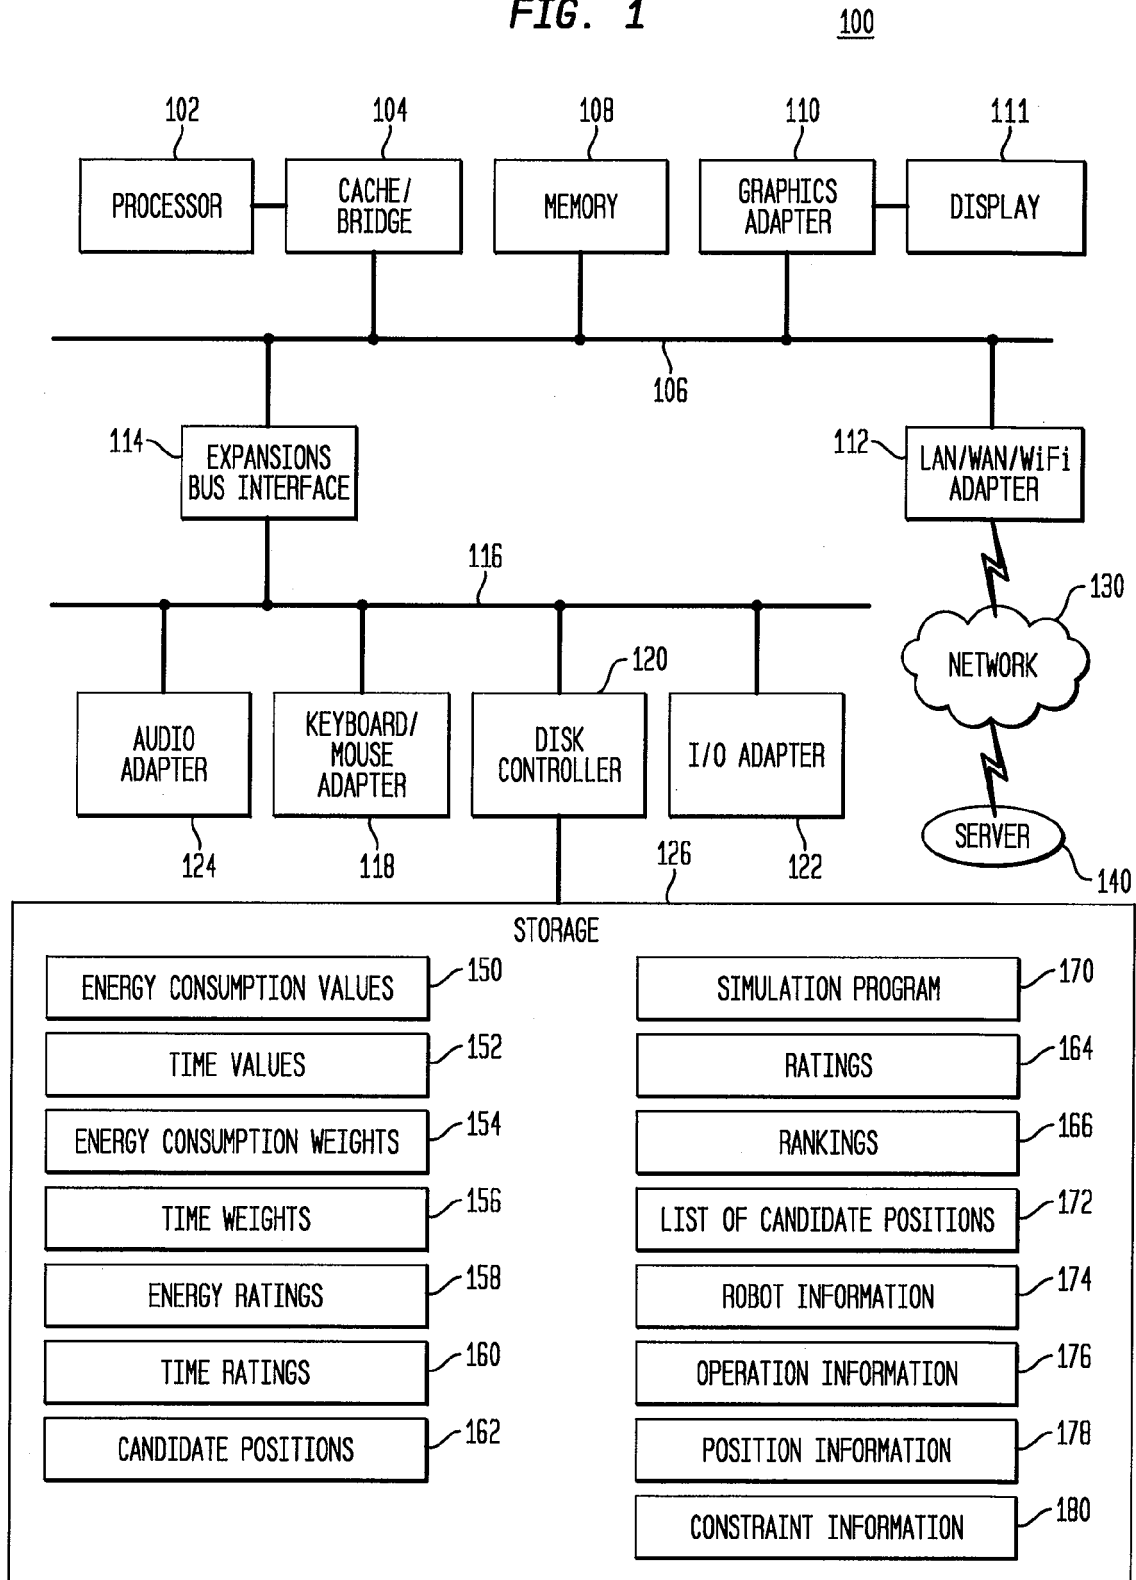 FIG. 1
100
102
104
108
110
111
PROCESSOR
CACHE/
BRIDGE
MEMORY
GRAPHICS
ADAPTER
DISPLAY
106
114
EXPANSIONS
BUS INTERFACE
112
LAN/WAN/WiFi
ADAPTER
116
130
NETWORK
120
AUDIO
ADAPTER
KEYBOARD/
MOUSE
ADAPTER
DISK
CONTROLLER
I/O ADAPTER
SERVER
124
118
126
122
140
STORAGE
ENERGY CONSUMPTION VALUES
150
TIME VALUES
152
ENERGY CONSUMPTION WEIGHTS
154
TIME WEIGHTS
156
ENERGY RATINGS
158
TIME RATINGS
160
CANDIDATE POSITIONS
162
SIMULATION PROGRAM
170
RATINGS
164
RANKINGS
166
LIST OF CANDIDATE POSITIONS
172
ROBOT INFORMATION
174
OPERATION INFORMATION
176
POSITION INFORMATION
178
CONSTRAINT INFORMATION
180